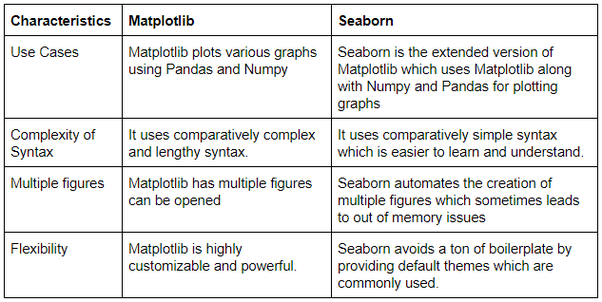 Characteristics Matplotlib Seaborn
Use Cases Matplotlib plots various graphs Seaborn is the extended version of
using Pandas and Numpy Matplotlib which uses Matplotlib along
with Numpy and Pandas for plotting
graphs
Complexity of It uses comparatively complex It uses comparatively simple syntax
Syntax and lengthy syntax. which is easier to learn and understand.
Multiple figures Matplotlib has multiple figures Seaborn automates the creation of
can be opened multiple figures which sometimes leads
to out of memory issues
Flexibility Matplotlib is highly Seaborn avoids a ton of boilerplate by
customizable and powerful. providing default themes which are
commonly used.